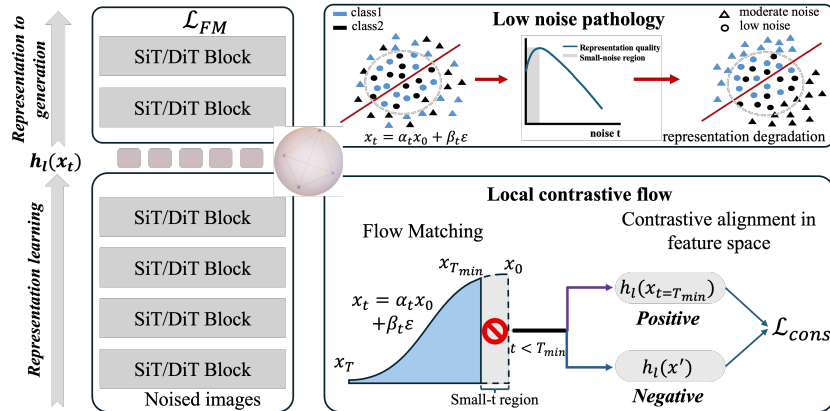 Representation to
generation
h_l(x_t)
Representation learning
ℒ_FM
SiT/DiT Block
SiT/DiT Block
SiT/DiT Block
SiT/DiT Block
SiT/DiT Block
SiT/DiT Block
Noised images
Low noise pathology
class1
class2
moderate noise
low noise
Representation quality
Small-noise region
noise t
x_t = α_t x_0 + β_t ε
representation degradation
Local contrastive flow
Flow Matching
Contrastive alignment in
feature space
x_{T_min}
x_0
x_t = α_t x_0
+β_t ε
x_T
t < T_min
Small-t region
h_l(x_{t=T_min})
Positive
h_l(x′)
Negative
ℒ_cons